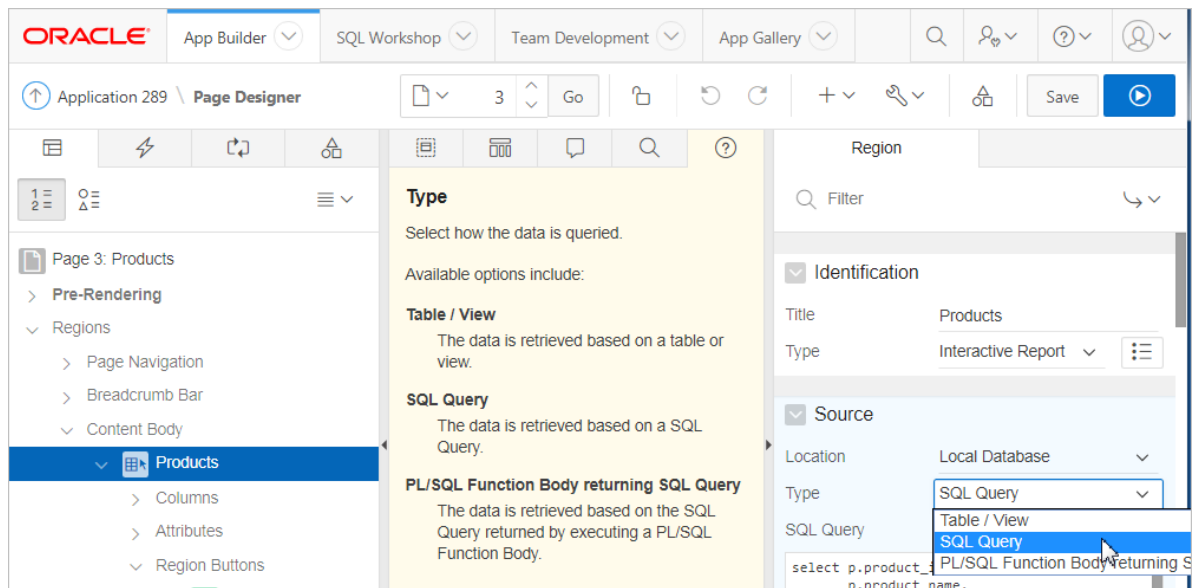 ORACLE
App Builder
SQL Workshop
Team Development
App Gallery
Application 289 \ Page Designer
3
Go
Save
1 =
2 =
Page 3: Products
Pre-Rendering
Regions
Page Navigation
Breadcrumb Bar
Content Body
Products
Columns
Attributes
Region Buttons
Type
Select how the data is queried.
Available options include:
Table / View
The data is retrieved based on a table or
view.
SQL Query
The data is retrieved based on a SQL
Query.
PL/SQL Function Body returning SQL Query
The data is retrieved based on the SQL
Query returned by executing a PL/SQL
Function Body.
Region
Filter
Identification
Title Products
Type Interactive Report
Source
Location Local Database
Type SQL Query
SQL Query
Table / View
SQL Query
PL/SQL Function Body returning S
select
p.product_name,